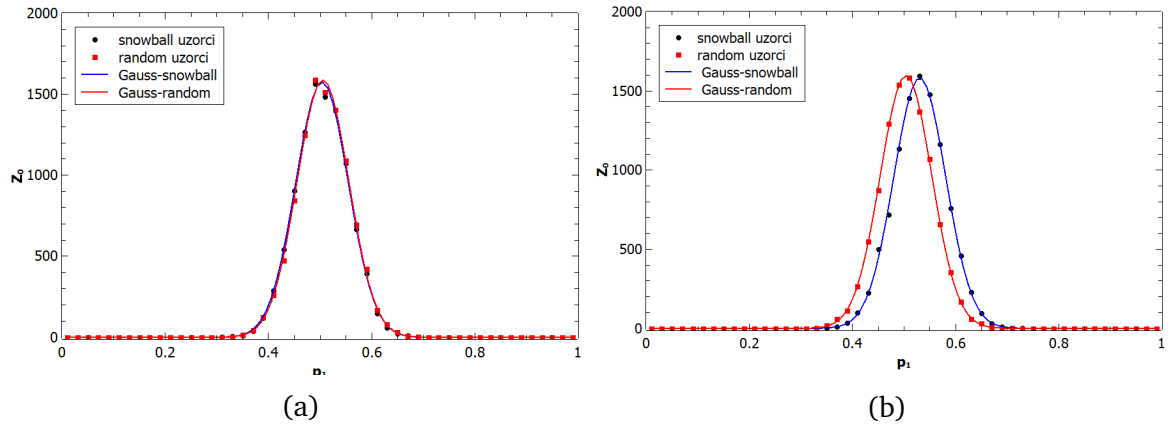 2000
snowball uzorci
random uzorci
Gauss-snowball
Gauss-random
1500
Z₀
1000
500
0
0 0.2 0.4 0.6 0.8 1
p₁
(a)
2000
snowball uzorci
random uzorci
Gauss-snowball
Gauss-random
1500
Z₀
1000
500
0
0 0.2 0.4 0.6 0.8 1
p₁
(b)